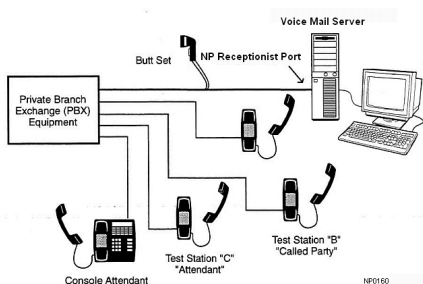 Voice Mail Server
Butt Set
NP Receptionist Port
Private Branch
Exchange (PBX)
Equipment
Test Station "B"
"Called Party"
Test Station "C"
"Attendant"
Console Attendant
NP0160